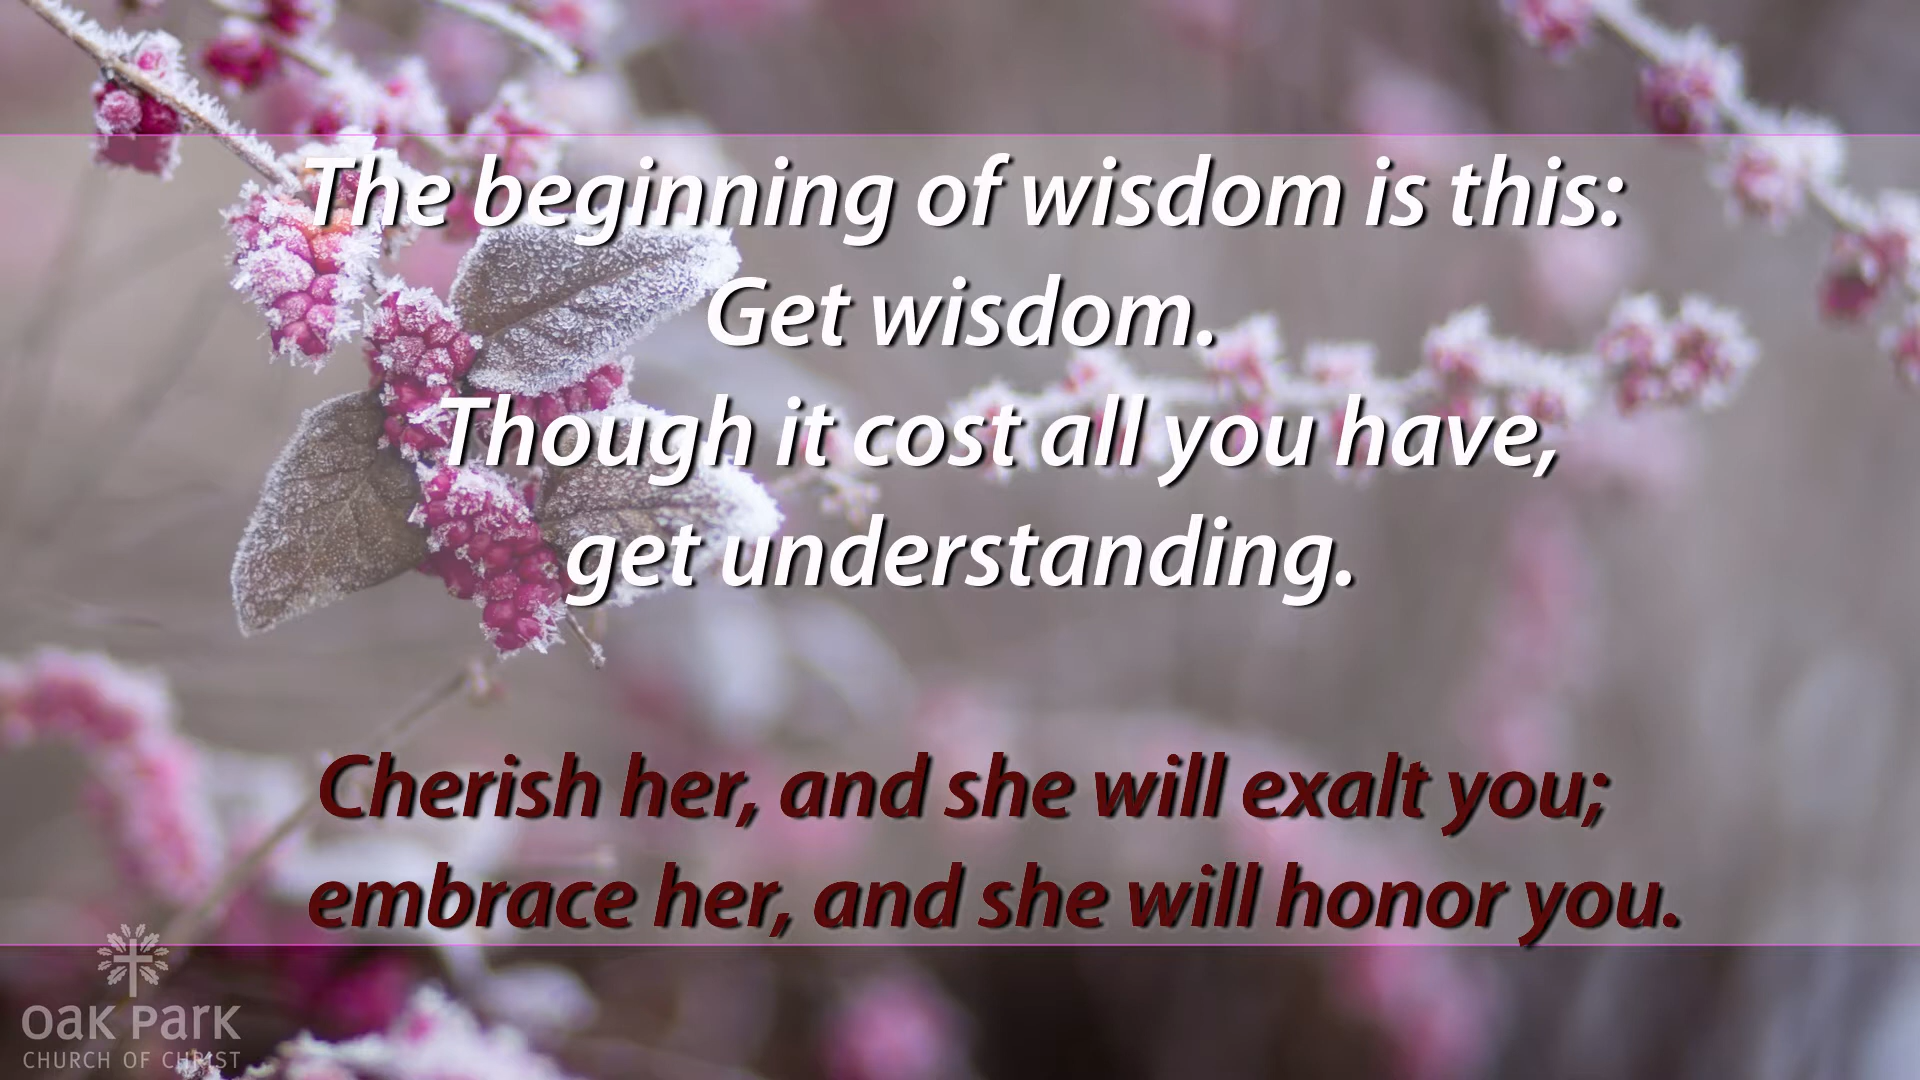 The beginning of wisdom is this:
Get wisdom.
Though it cost all you have,
get understanding.
Cherish her, and she will exalt you;
embrace her, and she will honor you.
OAK PARK
CHURCH OF CHRIST